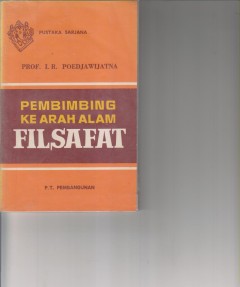 PUSTAKA SARJANA
PROF. I. R. POEDJAWIJATNA
PEMBIMBING
KE ARAH ALAM
FILSAFAT
P.T. PEMBANGUNAN